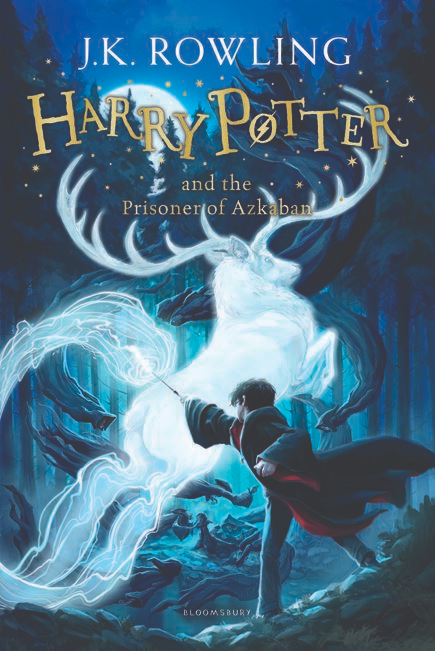 J.K. ROWLING
HARRY POTTER
and the
Prisoner of Azkaban
BLOOMSBURY